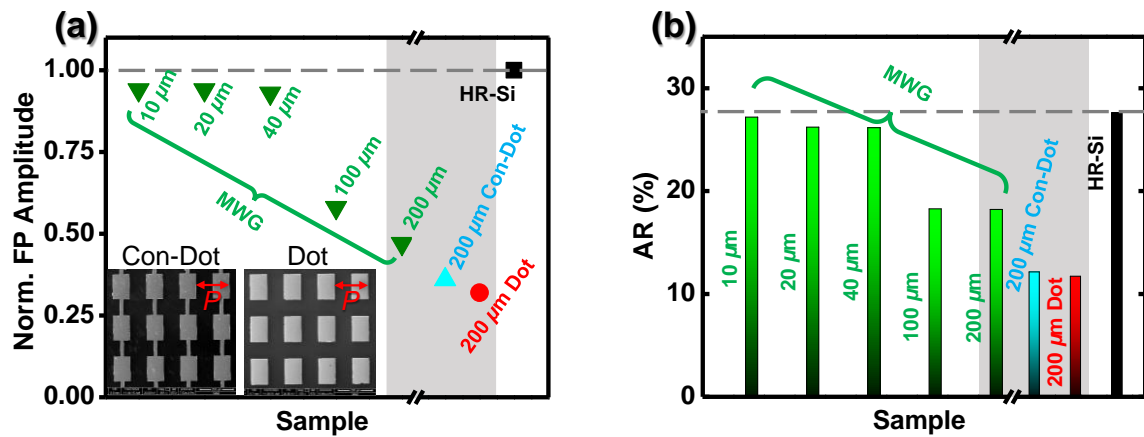 (a)
1.00
0.75
0.50
0.25
0.00
Norm. FP Amplitude
10 µm
20 µm
40 µm
100 µm
200 µm
MWG
200 µm Con-Dot
200 µm Dot
HR-Si
Con-Dot
P
Dot
P
Sample
(b)
30
20
10
0
AR (%)
MWG
10 µm
20 µm
40 µm
100 µm
200 µm
200 µm Con-Dot
200 µm Dot
HR-Si
Sample